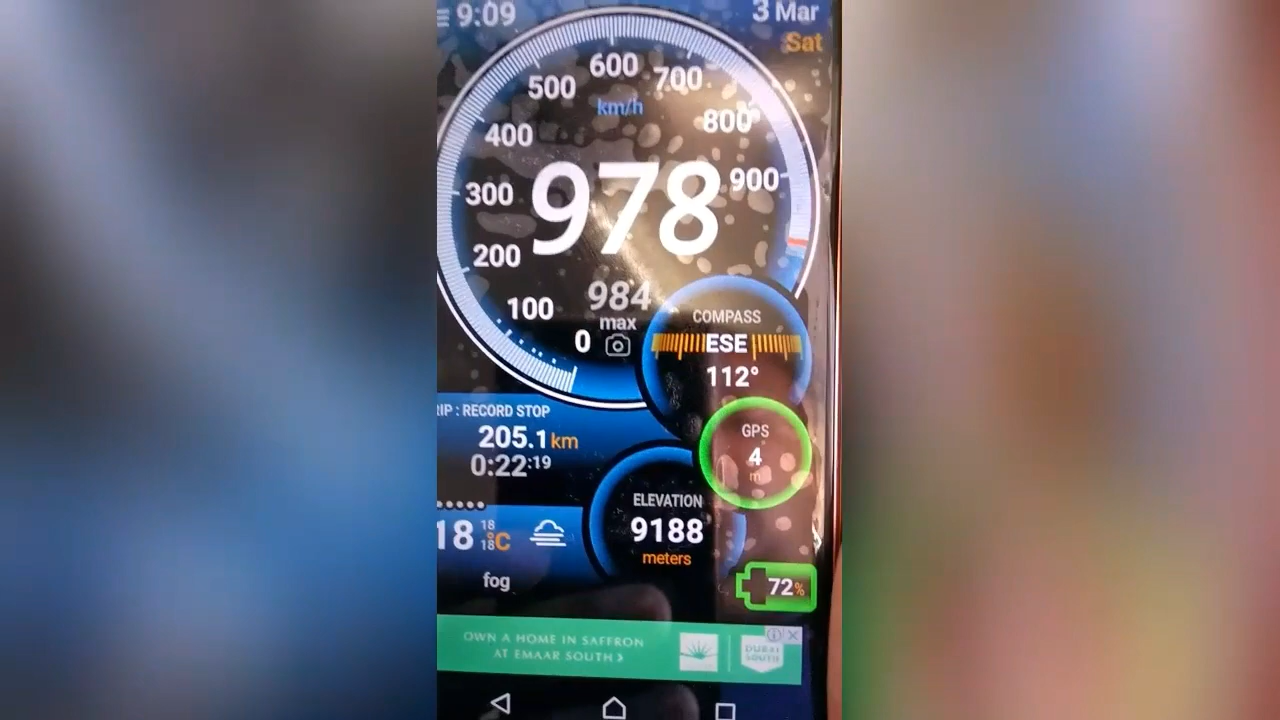 9:09
3 Mar
Sat
600
500
700
km/h
800
400
978
900
300
200
984
100
max
COMPASS
0
ESE
112°
RIP : RECORD STOP
GPS
205.1 km
4
m
0:22:19
ELEVATION
18 18 18 °C
9188
meters
fog
72%
OWN A HOME IN SAFFRON
AT EMAAR SOUTH >
DUBAI
SOUTH